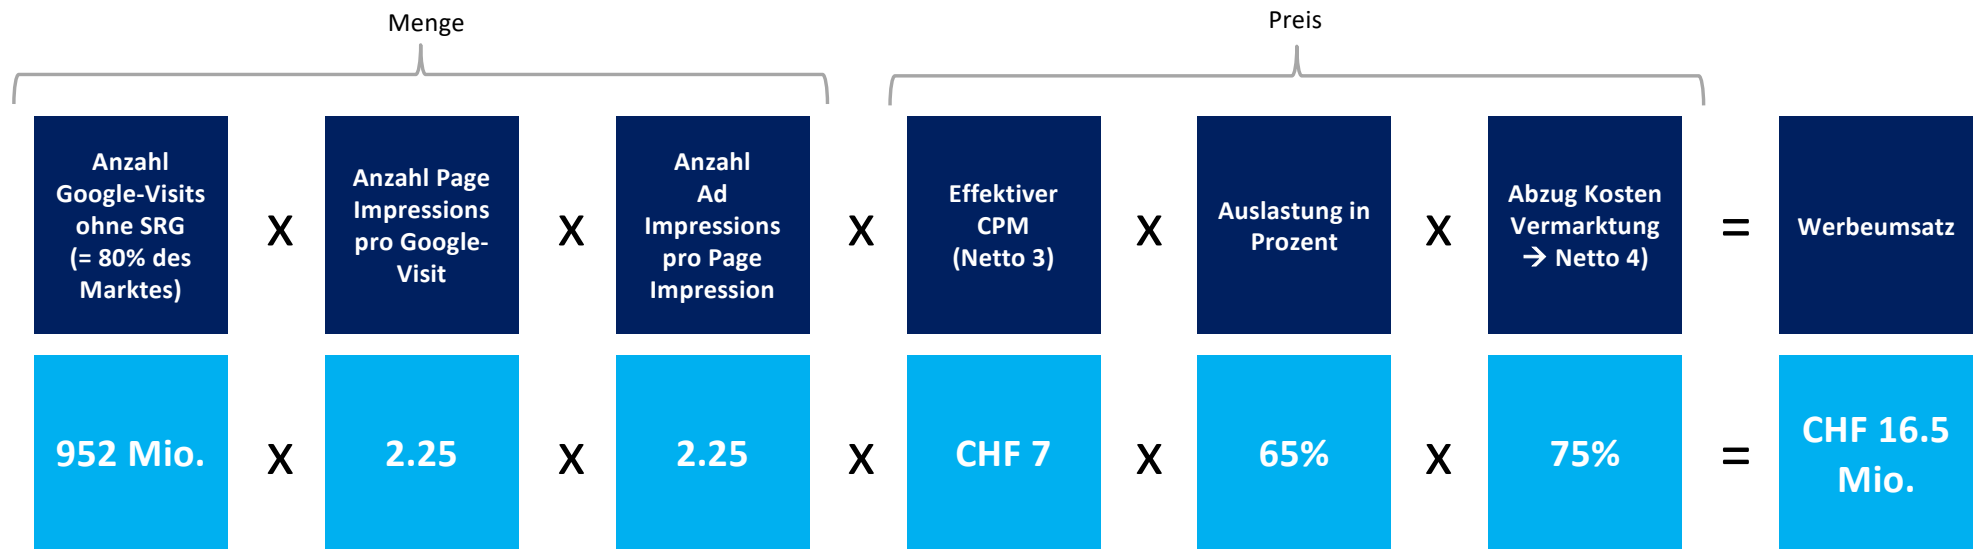 Menge
Preis
Anzahl
Google-Visits
ohne SRG
(= 80% des
Marktes)
x
Anzahl Page
Impressions
pro Google-
Visit
x
Anzahl
Ad
Impressions
pro Page
Impression
x
Effektiver
CPM
(Netto 3)
x
Auslastung in
Prozent
x
Abzug Kosten
Vermarktung
→ Netto 4)
=
Werbeumsatz
952 Mio.
x
2.25
x
2.25
x
CHF 7
x
65%
x
75%
=
CHF 16.5
Mio.